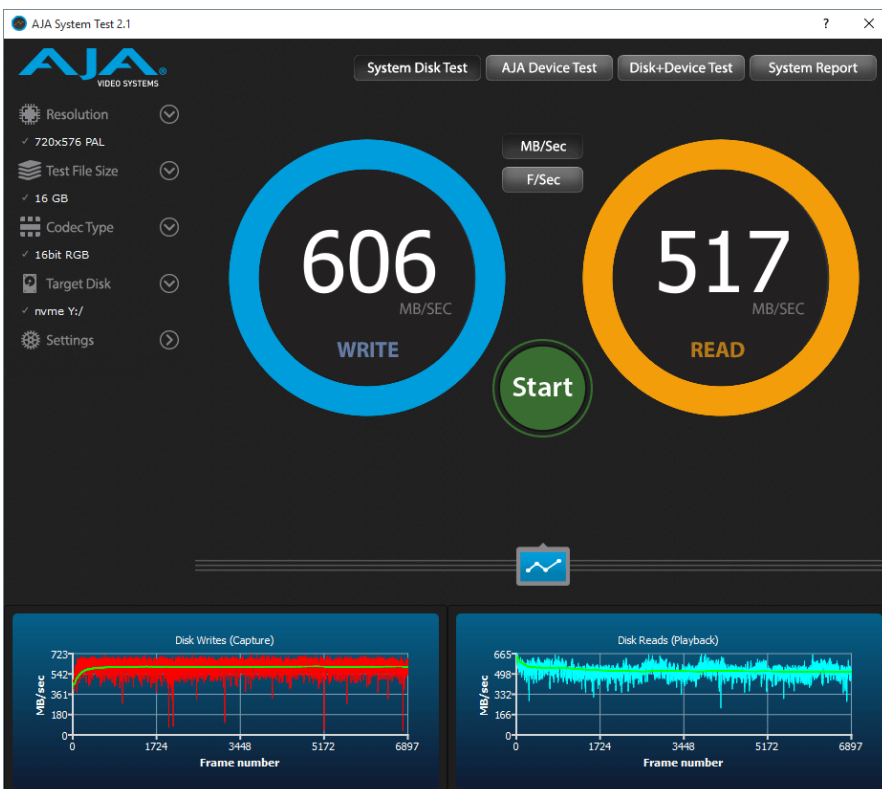 AJA System Test 2.1
?
AJA
VIDEO SYSTEMS
System Disk Test
AJA Device Test
Disk+Device Test
System Report
Resolution
✓ 720x576 PAL
Test File Size
✓ 16 GB
Codec Type
✓ 16bit RGB
Target Disk
✓ nvme Y:/
Settings
MB/Sec
F/Sec
606
MB/SEC
WRITE
517
MB/SEC
READ
Start
Disk Writes (Capture)
723
542
361
180
0
MB/sec
0 1724 3448 5172 6897
Frame number
Disk Reads (Playback)
665
498
332
166
0
MB/sec
0 1724 3448 5172 6897
Frame number